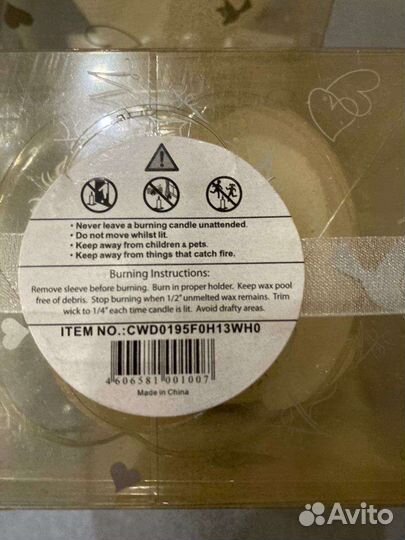 • Never leave a burning candle unattended.
• Do not move whilst lit.
• Keep away from children & pets.
• Keep away from things that catch fire.
Burning Instructions:
Remove sleeve before burning. Burn in proper holder. Keep wax pool
free of debris. Stop burning when 1/2" unmelted wax remains. Trim
wick to 1/4" each time candle is lit. Avoid drafty areas.
ITEM NO.:CWD0195F0H13WH0
4 606581 001007
Made in China
Avito